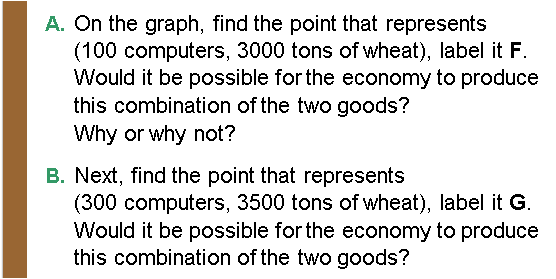 A. On the graph, find the point that represents
(100 computers, 3000 tons of wheat), label it F.
Would it be possible for the economy to produce
this combination of the two goods?
Why or why not?
B. Next, find the point that represents
(300 computers, 3500 tons of wheat), label it G.
Would it be possible for the economy to produce
this combination of the two goods?